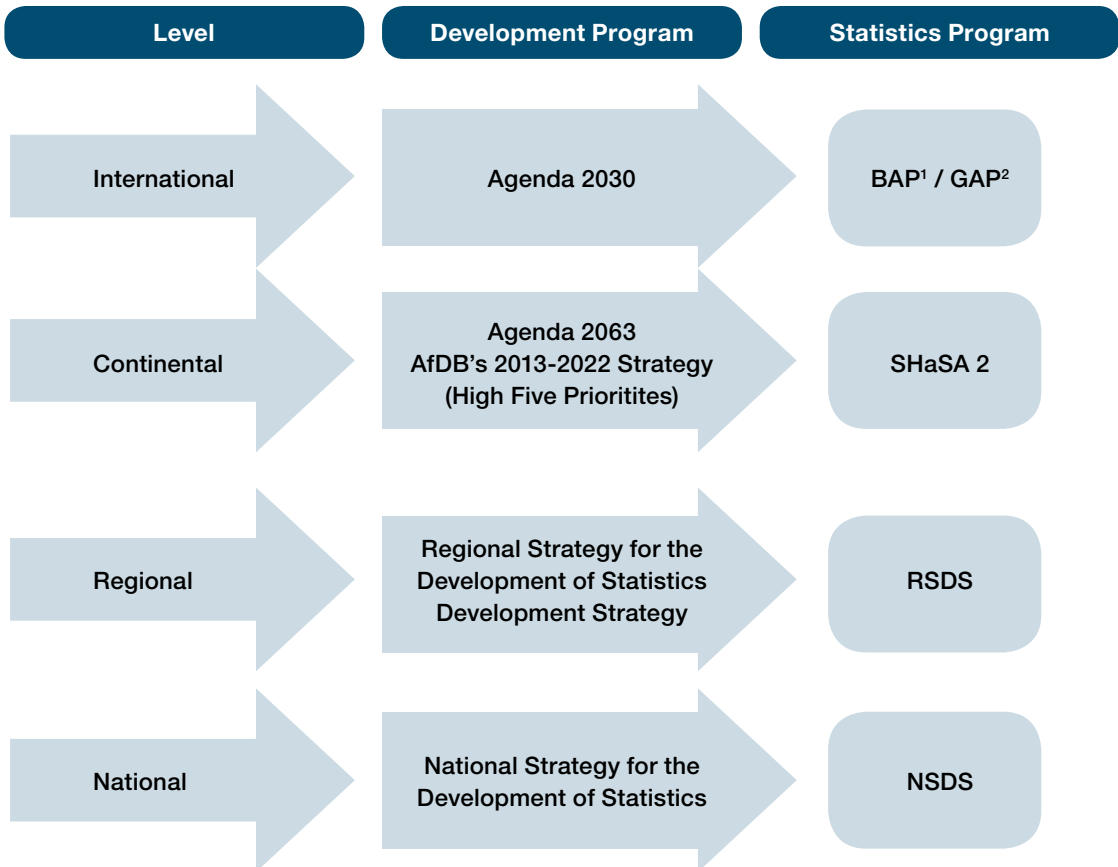 Level
Development Program
Statistics Program
International
Agenda 2030
BAP¹ / GAP²
Continental
Agenda 2063
AfDB's 2013-2022 Strategy
(High Five Prioritites)
SHaSA 2
Regional
Regional Strategy for the
Development of Statistics
Development Strategy
RSDS
National
National Strategy for the
Development of Statistics
NSDS